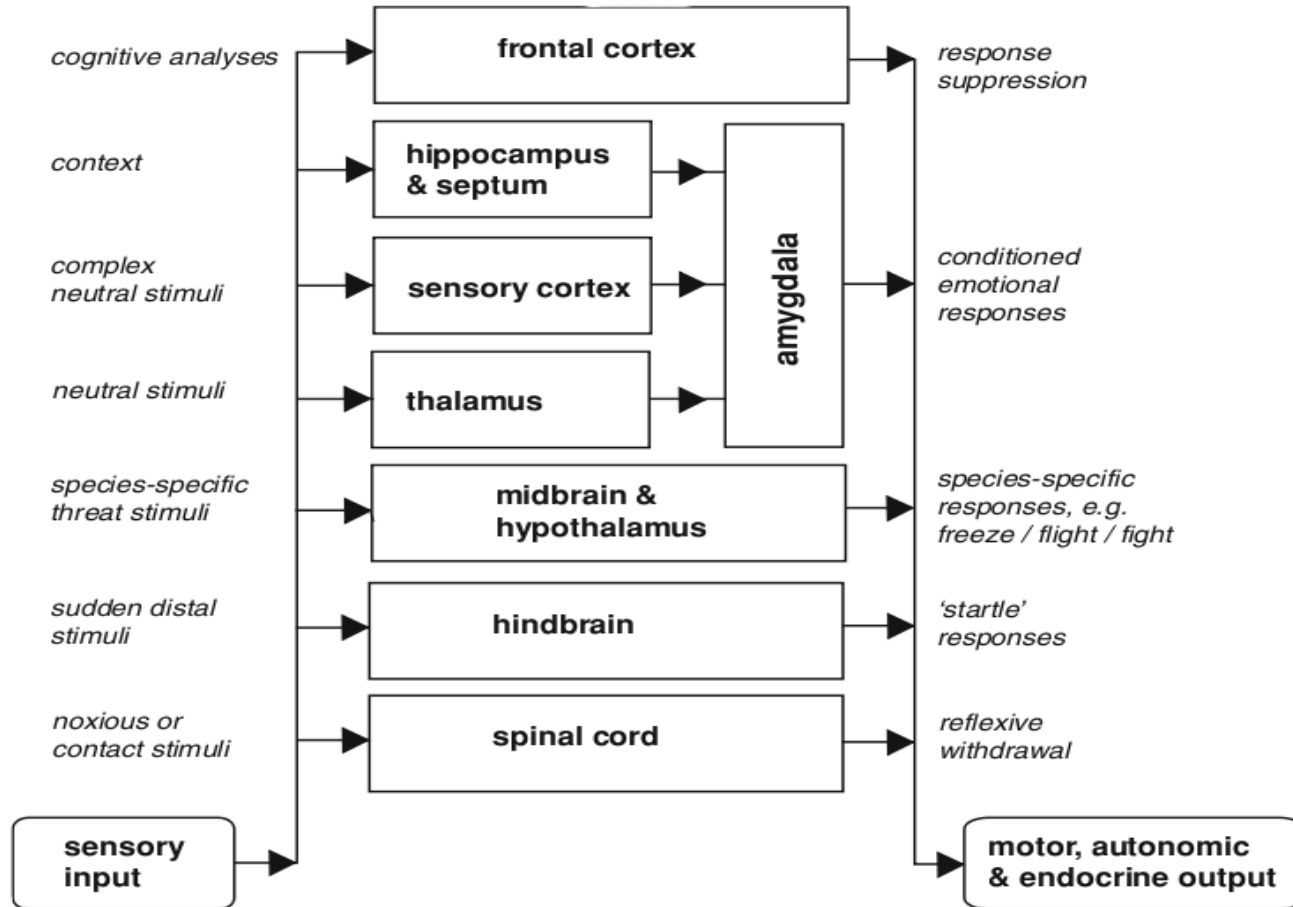 cognitive analyses
frontal cortex
response
suppression
context
hippocampus
& septum
amygdala
complex
neutral stimuli
sensory cortex
conditioned
emotional
responses
neutral stimuli
thalamus
species-specific
threat stimuli
midbrain &
hypothalamus
species-specific
responses, e.g.
freeze / flight / fight
sudden distal
stimuli
hindbrain
‘startle’
responses
noxious or
contact stimuli
spinal cord
reflexive
withdrawal
sensory
input
motor, autonomic
& endocrine output